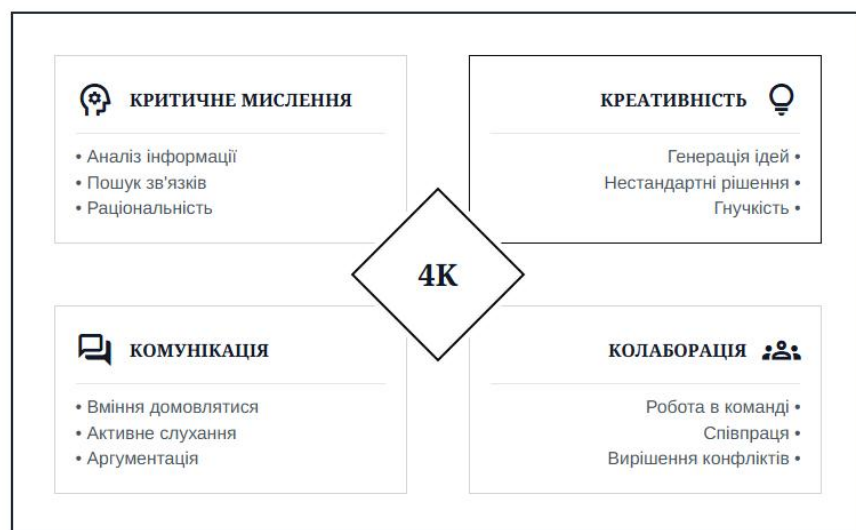 КРИТИЧНЕ МИСЛЕННЯ
• Аналіз інформації
• Пошук зв'язків
• Раціональність
КРЕАТИВНІСТЬ
Генерація ідей •
Нестандартні рішення •
Гнучкість •
4К
КОМУНІКАЦІЯ
• Вміння домовлятися
• Активне слухання
• Аргументація
КОЛАБОРАЦІЯ
Робота в команді •
Співпраця •
Вирішення конфліктів •